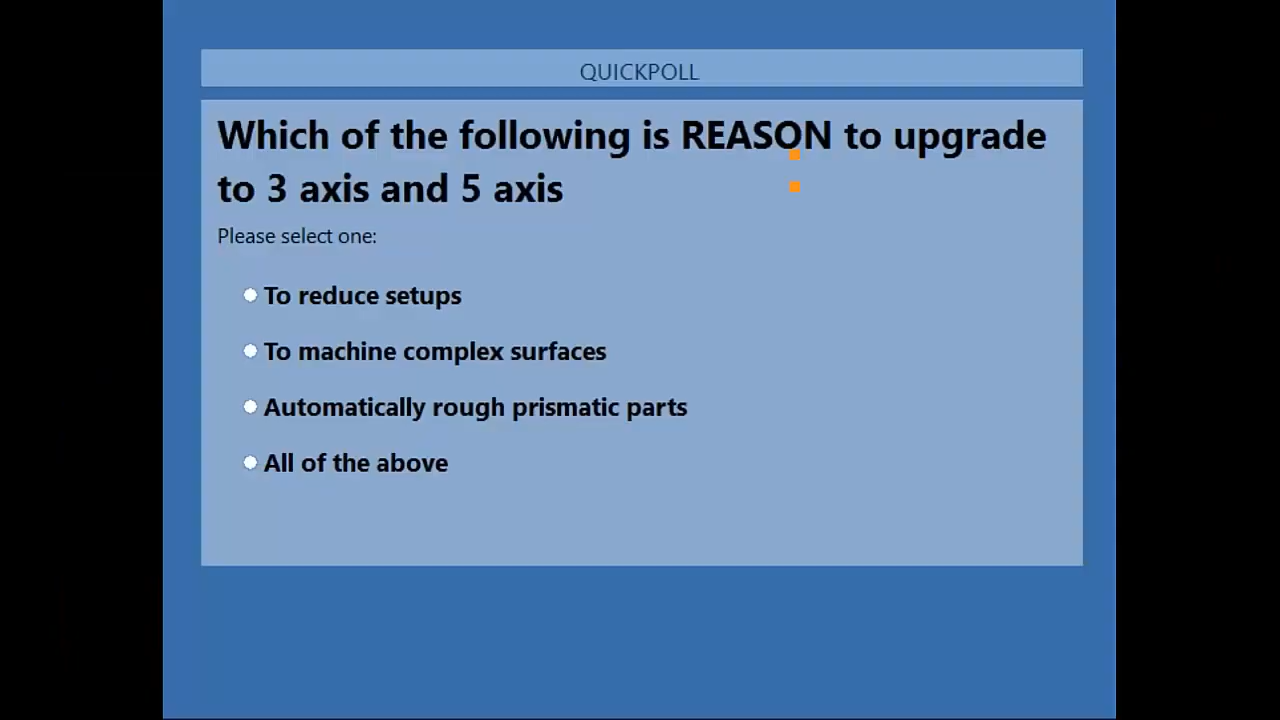 QUICKPOLL
Which of the following is REASON to upgrade
to 3 axis and 5 axis
Please select one:
To reduce setups
To machine complex surfaces
Automatically rough prismatic parts
All of the above